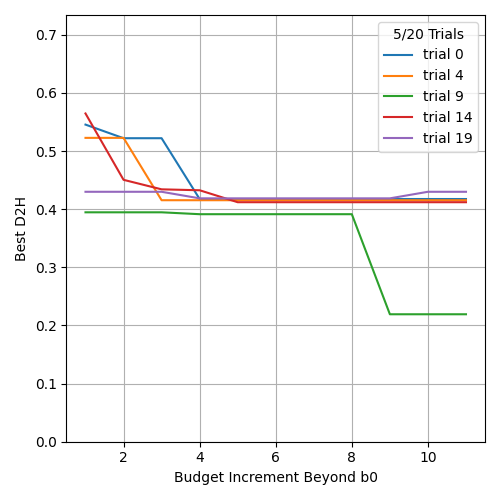 5/20 Trials
trial 0
trial 4
trial 9
trial 14
trial 19
0.7
0.6
0.5
0.4
0.3
0.2
0.1
0.0
Best D2H
2 4 6 8 10
Budget Increment Beyond b0